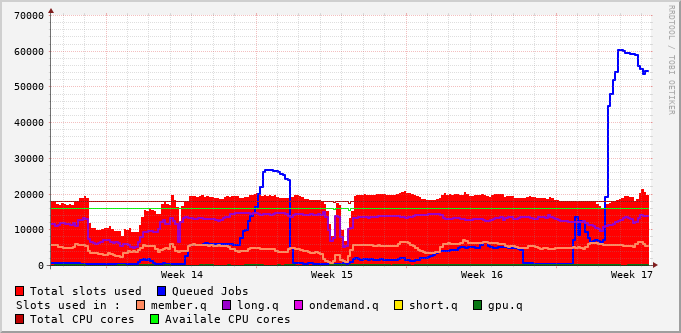 70000
60000
50000
40000
30000
20000
10000
0
Week 14 Week 15 Week 16 Week 17
Total slots used Queued Jobs
Slots used in : member.q long.q ondemand.q short.q gpu.q
Total CPU cores Availale CPU cores
RRDTOOL / TOBI OETIKER